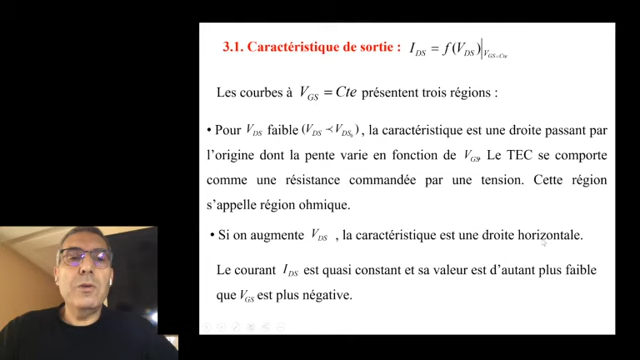 3.1. Caractéristique de sortie : I_DS = f(V_DS)|_VGS=Cte
Les courbes à V_GS = Cte présentent trois régions :
• Pour V_DS faible (V_DS ≺ V_DS₀), la caractéristique est une droite passant par
l’origine dont la pente varie en fonction de V_GS. Le TEC se comporte
comme une résistance commandée par une tension. Cette région
s’appelle région ohmique.
• Si on augmente V_DS , la caractéristique est une droite horizontale.
Le courant I_DS est quasi constant et sa valeur est d’autant plus faible
que V_GS est plus négative.